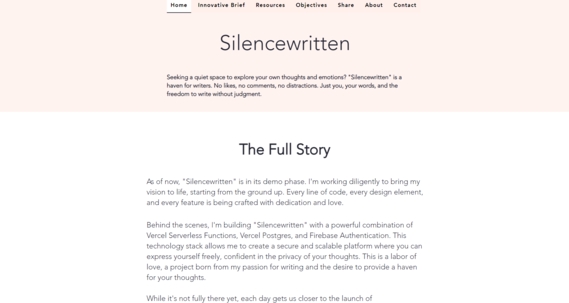 Home Innovative Brief Resources Objectives Share About Contact
Silencewritten
Seeking a quiet space to explore your own thoughts and emotions? "Silencewritten" is a
haven for writers. No likes, no comments, no distractions. Just you, your words, and the
freedom to write without judgment.
The Full Story
As of now, "Silencewritten" is in its demo phase. I'm working diligently to bring my
vision to life, starting from the ground up. Every line of code, every design element,
and every feature is being crafted with dedication and love.
Behind the scenes, I'm building "Silencewritten" with a powerful combination of
Vercel Serverless Functions, Vercel Postgres, and Firebase Authentication. This
technology stack allows me to create a secure and scalable platform where you can
express yourself freely, confident in the privacy of your thoughts. This is a labor of
love, a project born from my passion for writing and the desire to provide a haven
for your thoughts.
While it's not fully there yet, each day gets us closer to the launch of